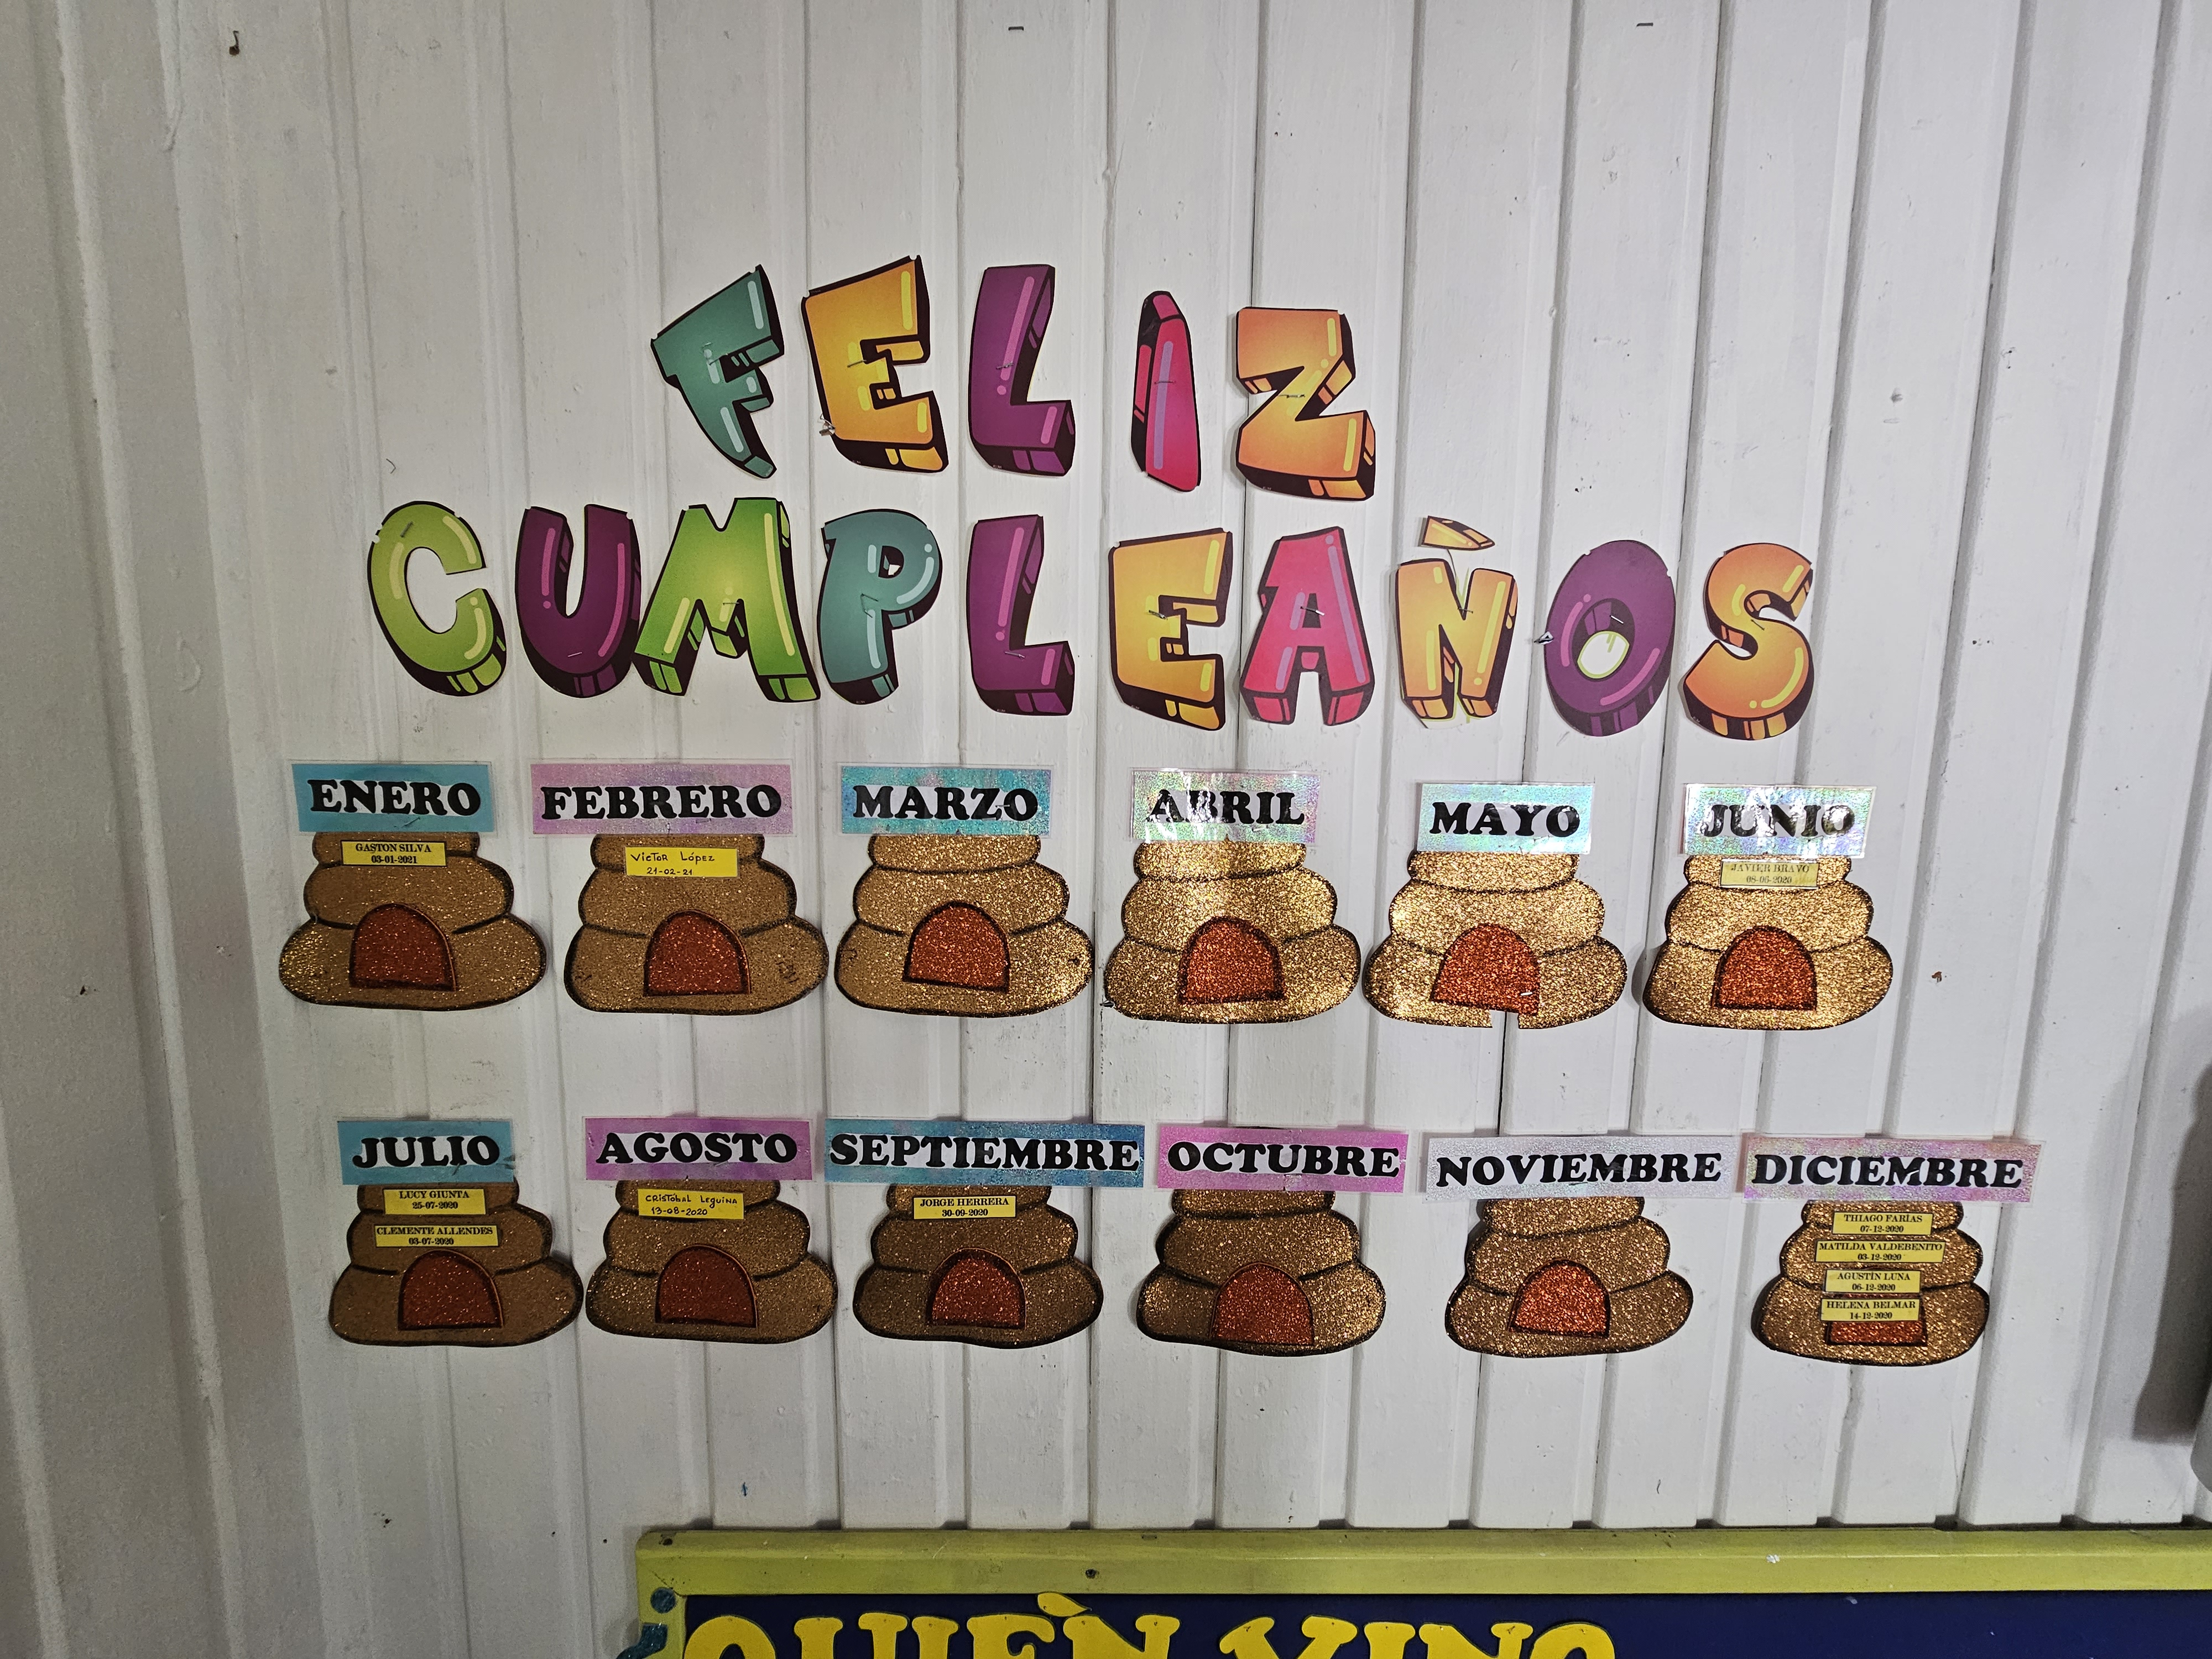 FELIZ
CUMPLEAÑOS
ENERO
GASTON SILVA
03-01-2021
FEBRERO
Victor López
21-02-21
MARZO
ABRIL
MAYO
JUNIO
JAVIER BRAVO
08-06-2020
JULIO
LUCY GIUNTA
25-07-2020
CLEMENTE ALLENDES
03-07-2020
AGOSTO
CRISTóbal Leguina
13-08-2020
SEPTIEMBRE
JORGE HERRERA
30-09-2020
OCTUBRE
NOVIEMBRE
DICIEMBRE
THIAGO FARÍAS
07-12-2020
MATILDA VALDEBENITO
03-12-2020
AGUSTÍN LUNA
06-12-2020
HELENA BELMAR
14-12-2020
¿QUIÉN VINO